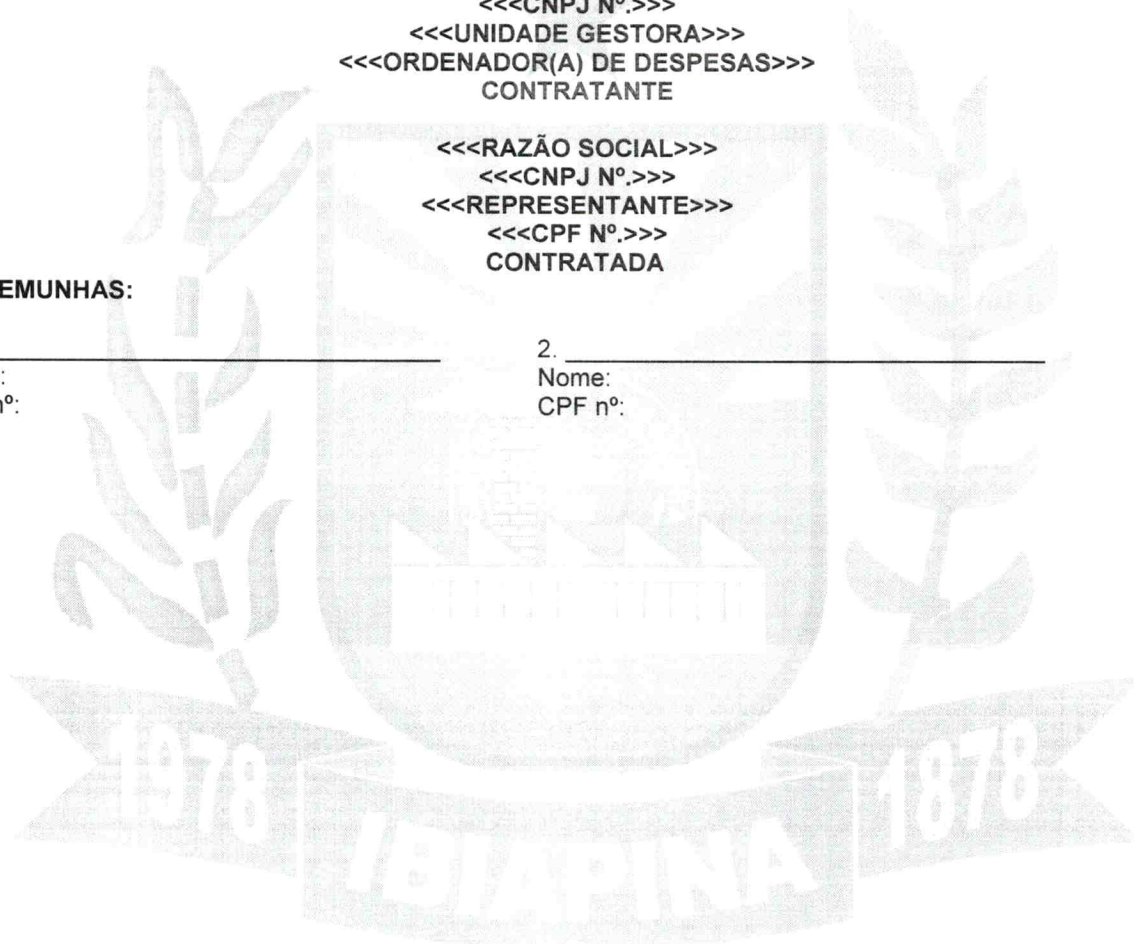 <<<CNPJ Nº.>>>
<<<UNIDADE GESTORA>>>
<<<ORDENADOR(A) DE DESPESAS>>>
CONTRATANTE
<<<RAZÃO SOCIAL>>>
<<<CNPJ Nº.>>>
<<<REPRESENTANTE>>>
<<<CPF Nº.>>>
CONTRATADA
EMUNHAS:
2.
: Nome:
nº: CPF nº:
1978 1878
IBIAPINA